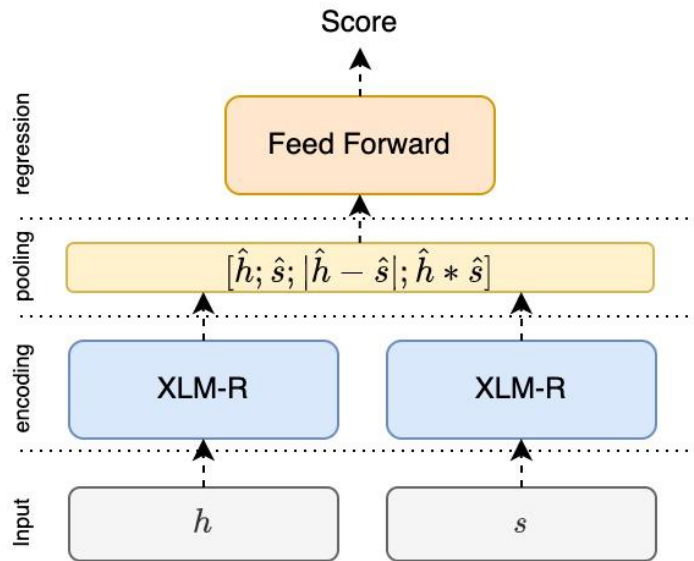 Score
regression
Feed Forward
pooling
[ĥ; ŝ; |ĥ − ŝ|; ĥ * ŝ]
encoding
XLM-R XLM-R
Input
h s